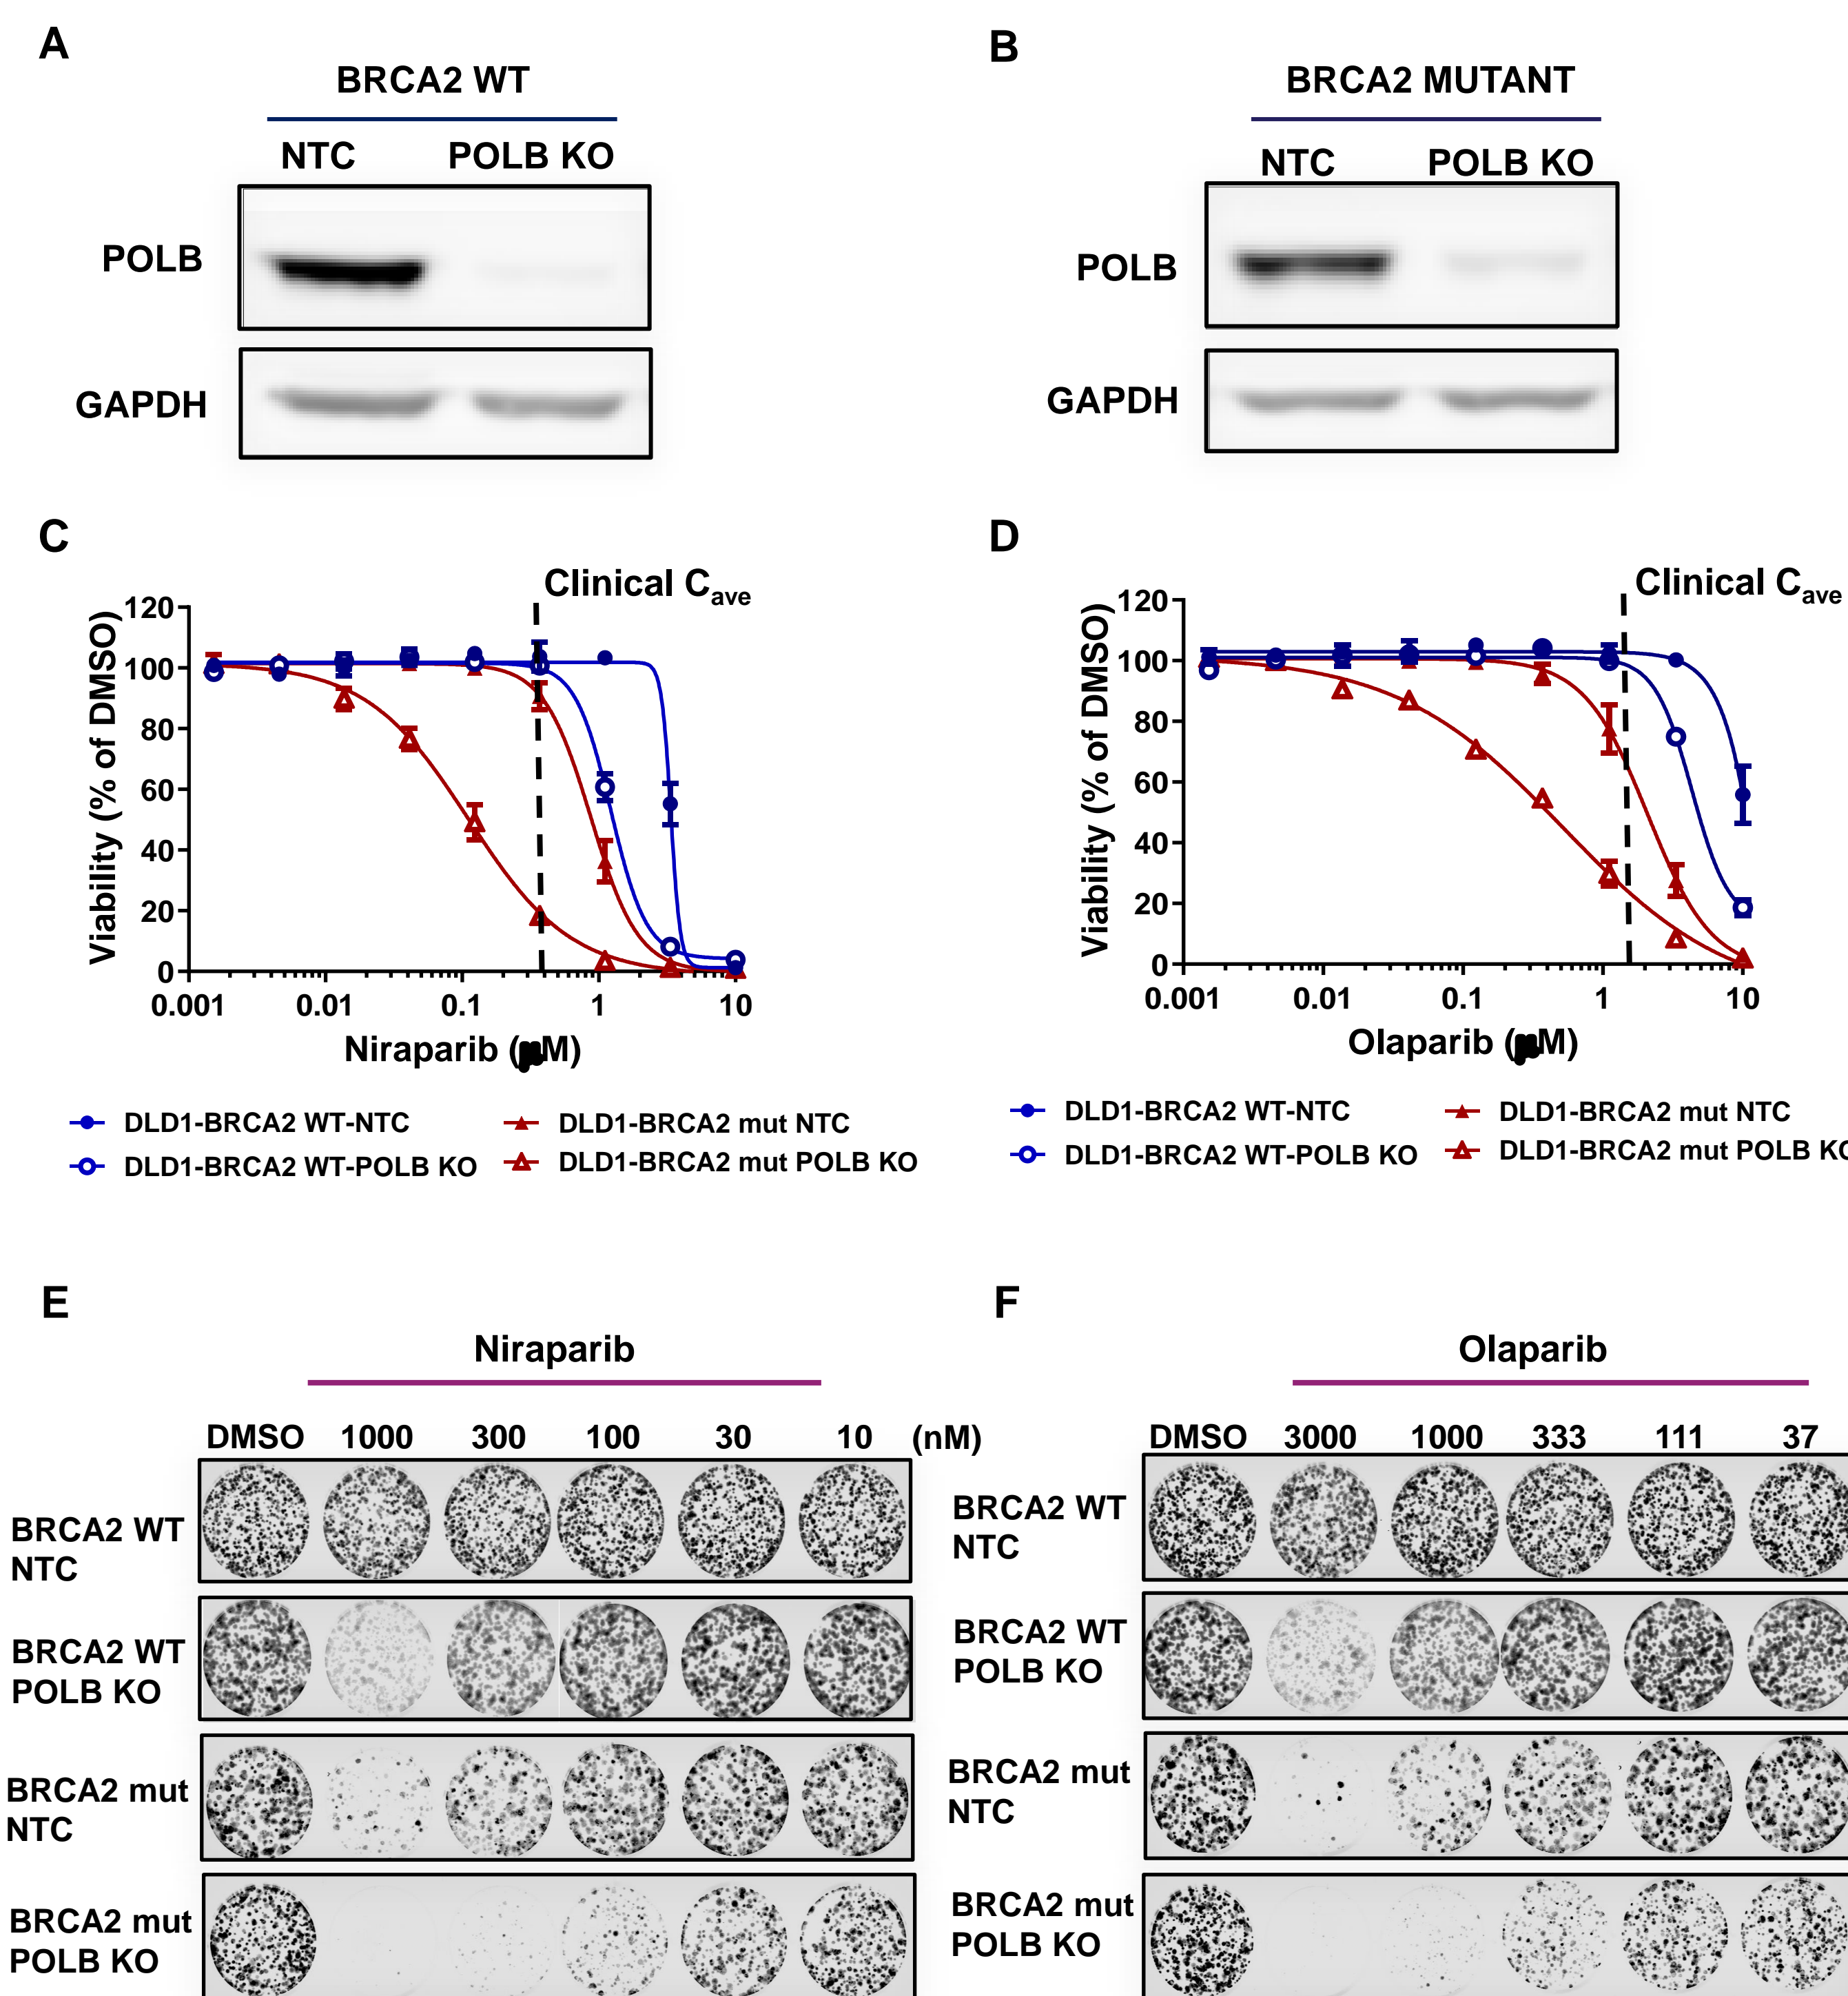 A
BRCA2 WT
NTC POLB KO
POLB
GAPDH
B
BRCA2 MUTANT
NTC POLB KO
POLB
GAPDH
C
Clinical Cave
Viability (% of DMSO)
120
100
80
60
40
20
0
0.001 0.01 0.1 1 10
Niraparib (μM)
DLD1-BRCA2 WT-NTC
DLD1-BRCA2 WT-POLB KO
DLD1-BRCA2 mut NTC
DLD1-BRCA2 mut POLB KO
D
Clinical Cave
Viability (% of DMSO)
120
100
80
60
40
20
0
0.001 0.01 0.1 1 10
Olaparib (μM)
DLD1-BRCA2 WT-NTC
DLD1-BRCA2 WT-POLB KO
DLD1-BRCA2 mut NTC
DLD1-BRCA2 mut POLB KO
E
Niraparib
DMSO 1000 300 100 30 10 (nM)
BRCA2 WT
NTC
BRCA2 WT
POLB KO
BRCA2 mut
NTC
BRCA2 mut
POLB KO
F
Olaparib
DMSO 3000 1000 333 111 37
BRCA2 WT
NTC
BRCA2 WT
POLB KO
BRCA2 mut
NTC
BRCA2 mut
POLB KO